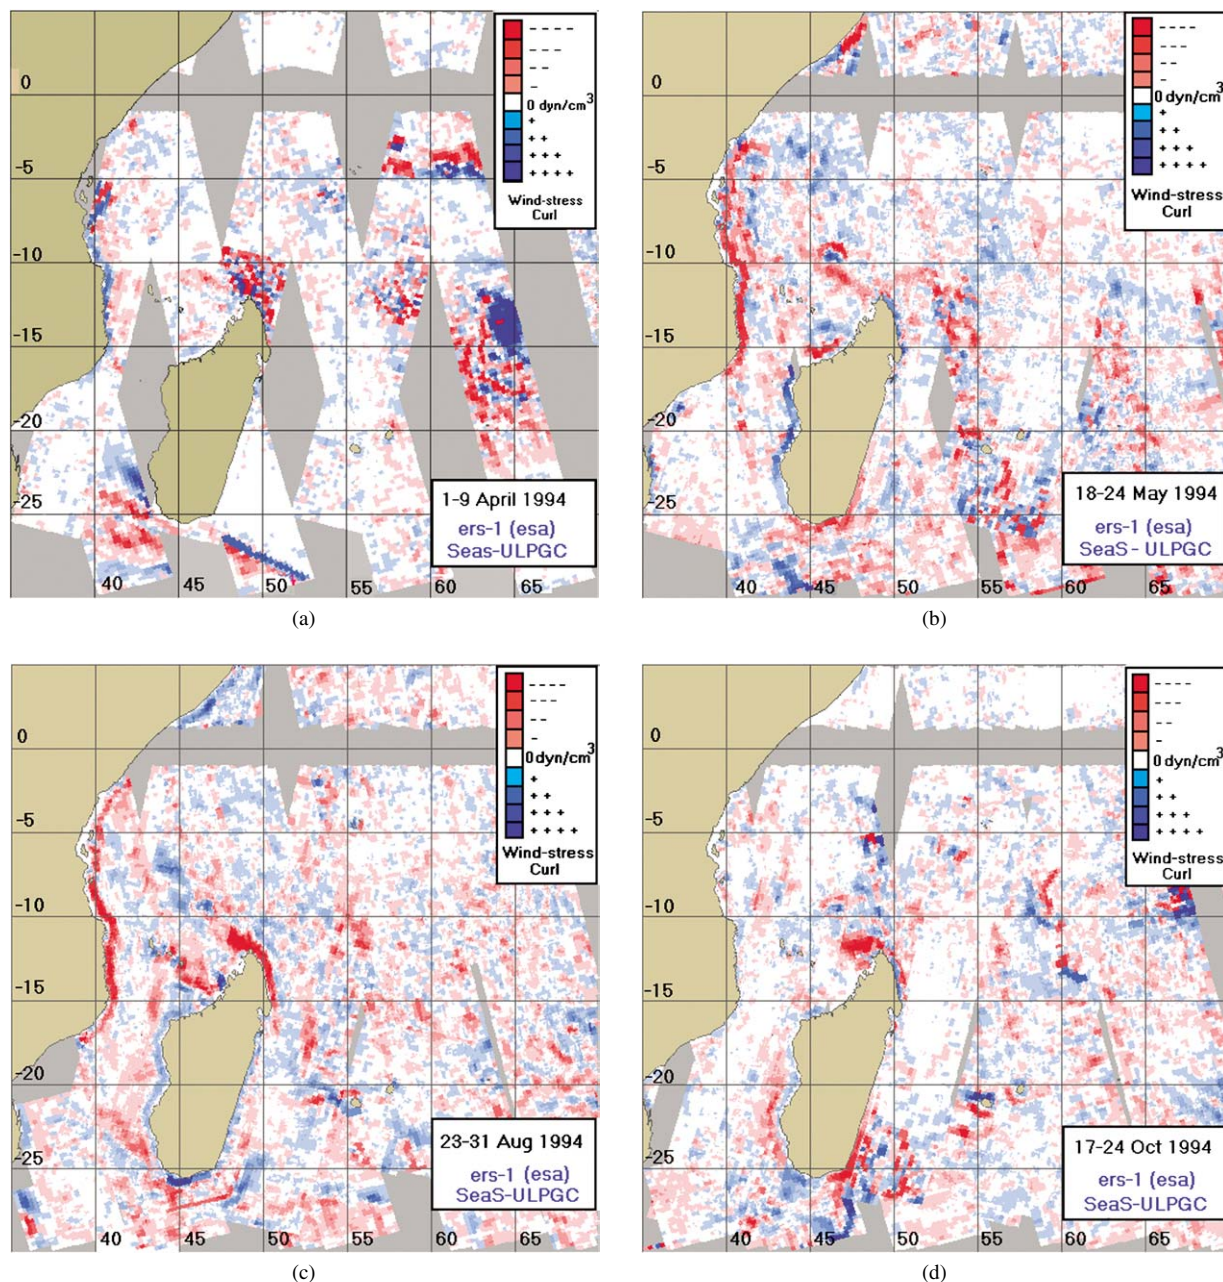 - - - -
- - -
- -
-
0 dyn/cm³
+
+ +
+ + +
+ + + +
Wind-stress
Curl
0
-5
-10
-15
-20
-25
40 45 50 55 60 65
1-9 April 1994
ers-1 (esa)
Seas-ULPGC
(a)
- - - -
- - -
- -
-
0 dyn/cm³
+
+ +
+ + +
+ + + +
Wind-stress
Curl
0
-5
-10
-15
-20
-25
40 45 50 55 60 65
18-24 May 1994
ers-1 (esa)
SeaS - ULPGC
(b)
- - - -
- - -
- -
-
0 dyn/cm³
+
+ +
+ + +
+ + + +
Wind-stress
Curl
0
-5
-10
-15
-20
-25
40 45 50 55 60 65
23-31 Aug 1994
ers-1 (esa)
SeaS-ULPGC
(c)
- - - -
- - -
- -
-
0 dyn/cm³
+
+ +
+ + +
+ + + +
Wind-stress
Curl
0
-5
-10
-15
-20
-25
40 45 50 55 60 65
17-24 Oct 1994
ers-1 (esa)
SeaS-ULPGC
(d)